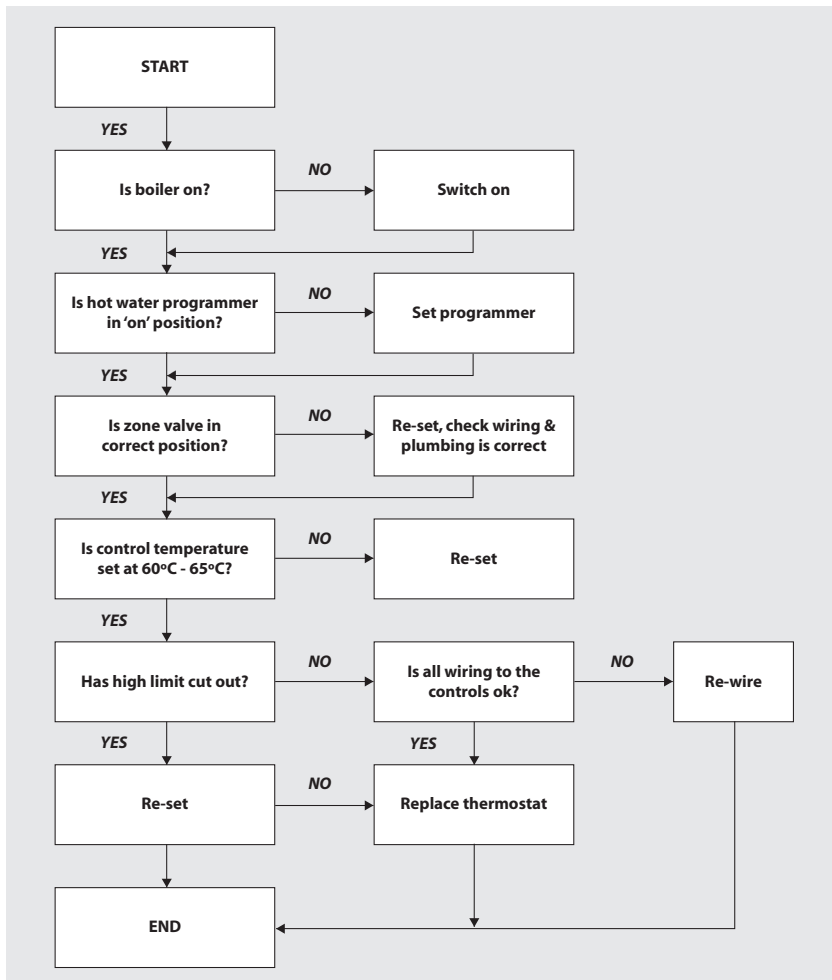 START
YES
Is boiler on?
NO
Switch on
YES
Is hot water programmer
in ‘on’ position?
NO
Set programmer
YES
Is zone valve in
correct position?
NO
Re-set, check wiring &
plumbing is correct
YES
Is control temperature
set at 60ºC - 65ºC?
NO
Re-set
YES
Has high limit cut out?
NO
Is all wiring to the
controls ok?
NO
Re-wire
YES
YES
Re-set
NO
Replace thermostat
END